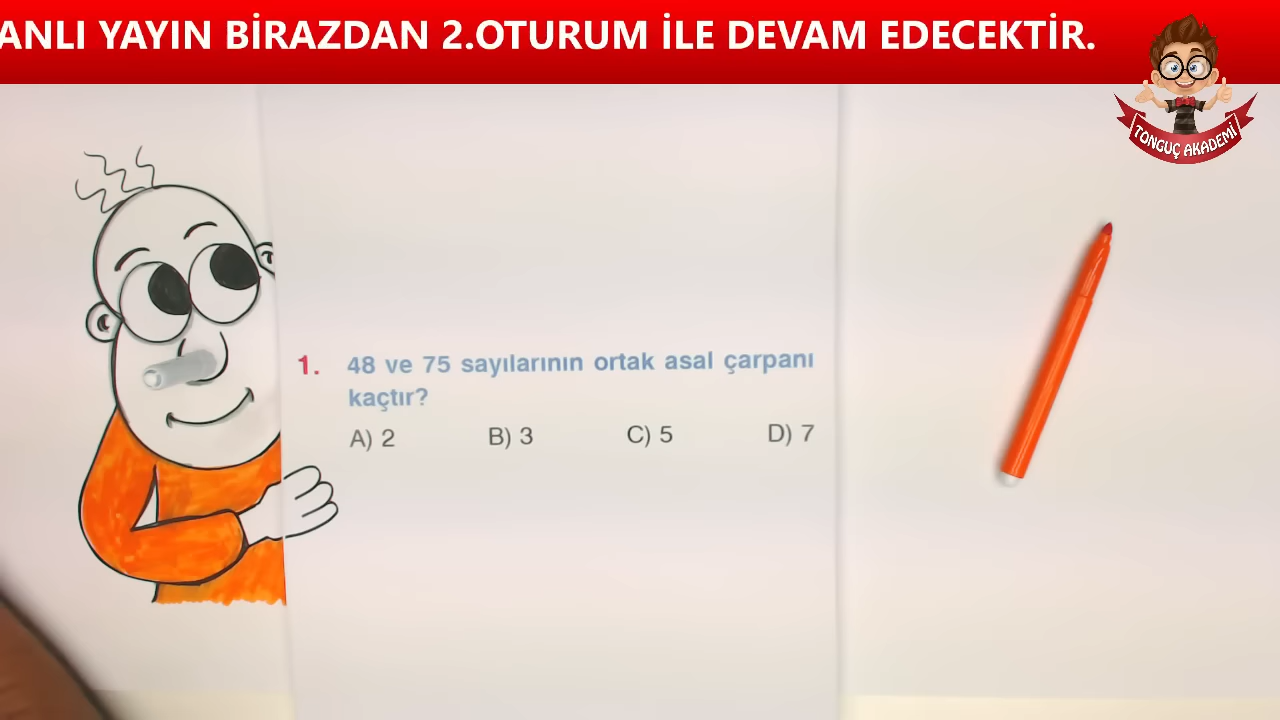 ANLI YAYIN BİRAZDAN 2.OTURUM İLE DEVAM EDECEKTİR.
TONGUÇ AKADEMİ
1. 48 ve 75 sayılarının ortak asal çarpanı
kaçtır?
A) 2 B) 3 C) 5 D) 7